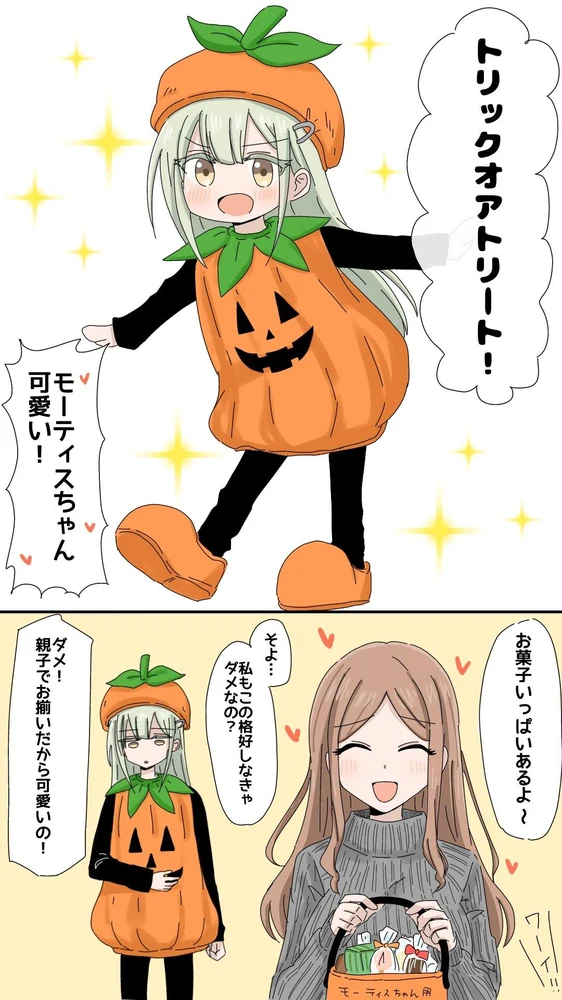 トリックオアトリート！
モーティスちゃん
可愛い！
お菓子いっぱいあるよ～
そよ…
私もこの格好しなきゃ
ダメなの？
ダメ！
親子でお揃いだから可愛いの！
ワーイ
モーティスちゃん用